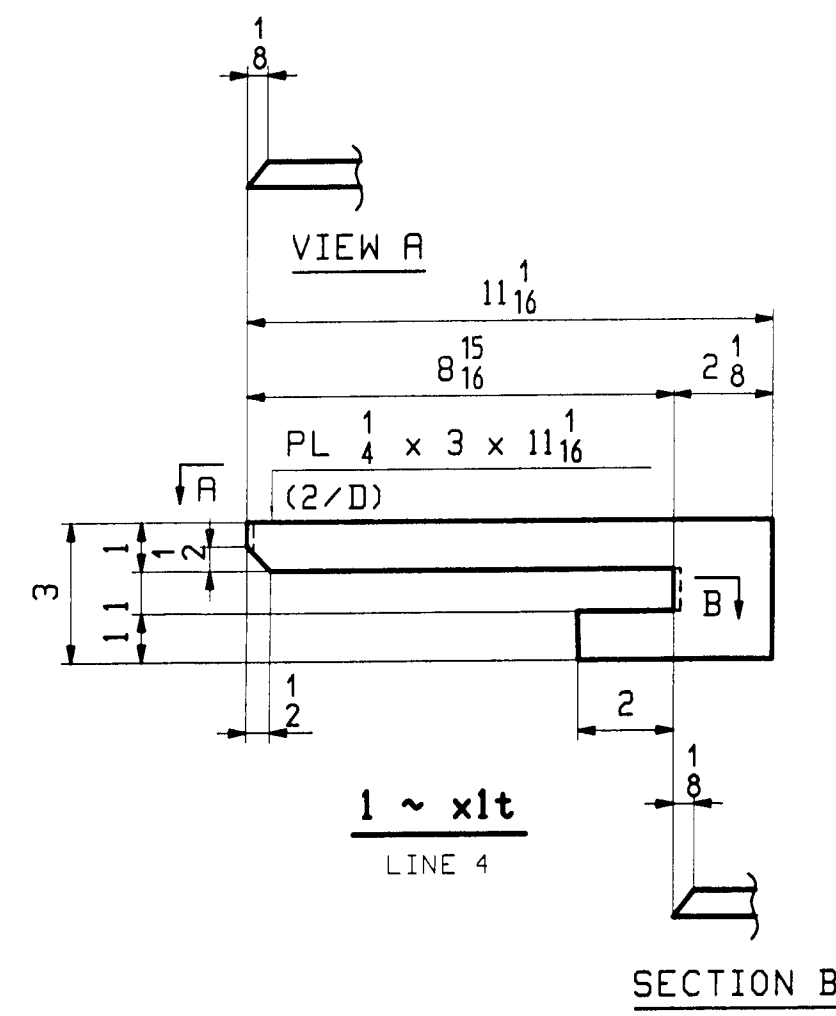 1/8
VIEW A
11 1/16
8 15/16
2 1/8
PL 1/4 x 3 x 11 1/16
(2/D)
A
3
1
1/2
1
1
B
1/2
2
1/8
1 ~ x1t
LINE 4
SECTION B